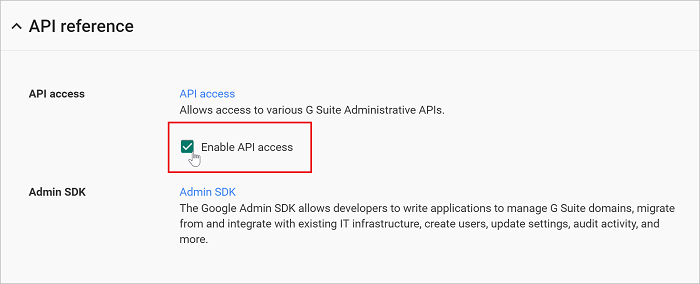 API reference
API access
API access
Allows access to various G Suite Administrative APIs.
Enable API access
Admin SDK
Admin SDK
The Google Admin SDK allows developers to write applications to manage G Suite domains, migrate
from and integrate with existing IT infrastructure, create users, update settings, audit activity, and
more.